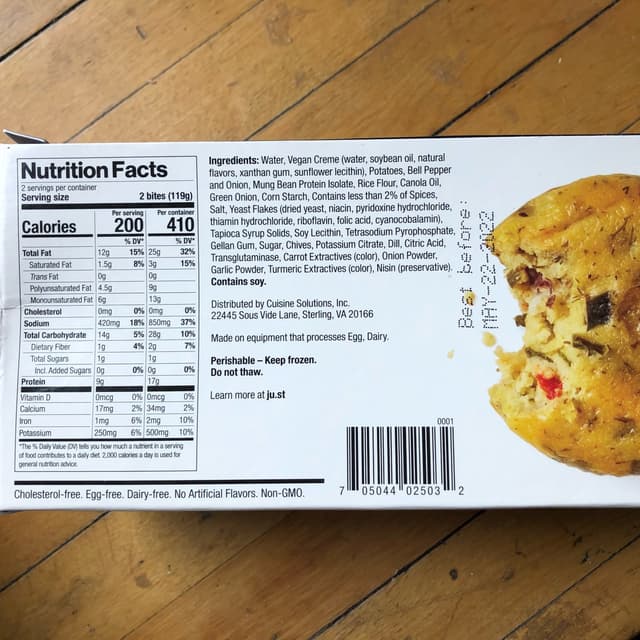 Nutrition Facts
2 servings per container
Serving size 2 bites (119g)
Per serving Per container
Calories 200 410
% DV* % DV*
Total Fat 12g 15% 25g 32%
Saturated Fat 1.5g 8% 3g 15%
Trans Fat 0g 0g
Polyunsaturated Fat 4.5g 9g
Monounsaturated Fat 6g 13g
Cholesterol 0mg 0% 0mg 0%
Sodium 420mg 18% 850mg 37%
Total Carbohydrate 14g 5% 28g 10%
Dietary Fiber 1g 4% 2g 7%
Total Sugars 1g 1g
Incl. Added Sugars 0g 0% 0g 0%
Protein 9g 17g
Vitamin D 0mcg 0% 0mcg 0%
Calcium 17mg 2% 34mg 2%
Iron 1mg 6% 2mg 10%
Potassium 250mg 6% 500mg 10%
*The % Daily Value (DV) tells you how much a nutrient in a serving
of food contributes to a daily diet. 2,000 calories a day is used for
general nutrition advice.
Ingredients: Water, Vegan Creme (water, soybean oil, natural
flavors, xanthan gum, sunflower lecithin), Potatoes, Bell Pepper
and Onion, Mung Bean Protein Isolate, Rice Flour, Canola Oil,
Green Onion, Corn Starch, Contains less than 2% of Spices,
Salt, Yeast Flakes (dried yeast, niacin, pyridoxine hydrochloride,
thiamin hydrochloride, riboflavin, folic acid, cyanocobalamin),
Tapioca Syrup Solids, Soy Lecithin, Tetrasodium Pyrophosphate,
Gellan Gum, Sugar, Chives, Potassium Citrate, Dill, Citric Acid,
Transglutaminase, Carrot Extractives (color), Onion Powder,
Garlic Powder, Turmeric Extractives (color), Nisin (preservative).
Contains soy.
Distributed by Cuisine Solutions, Inc.
22445 Sous Vide Lane, Sterling, VA 20166
Made on equipment that processes Egg, Dairy.
Perishable – Keep frozen.
Do not thaw.
Learn more at ju.st
Best before:
MAY-22-2022
0001
7 05044 02503 2
Cholesterol-free. Egg-free. Dairy-free. No Artificial Flavors. Non-GMO.